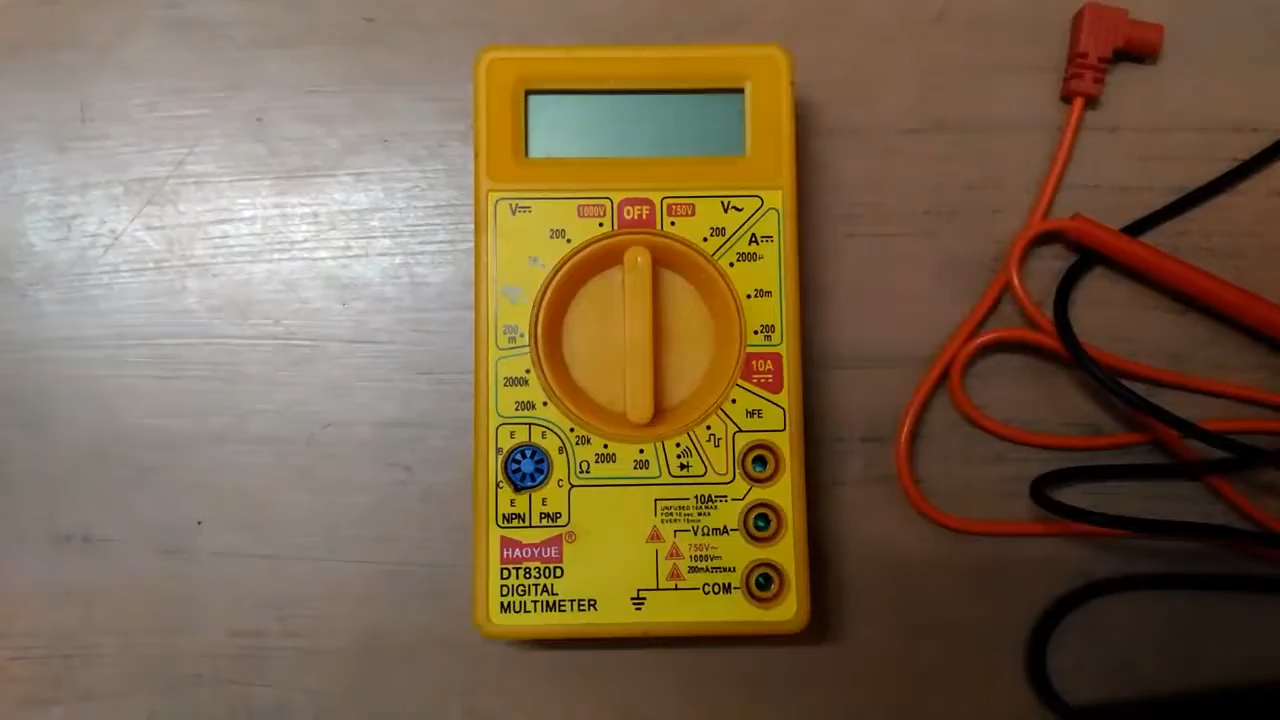 V⎓ 1000V OFF 750V V~
200 200 A⎓
2000µ
20m
200
m
200
m
10A⎓
2000k
200k
hFE
20k
2000
200
Ω
E E
B B
C C
E E
NPN PNP
10A⎓
UNFUSED 10A MAX
FOR 10 sec. MAX
EVERY 15min
VΩmA
750V~
1000V⎓
200mA⎓MAX
COM
HAOYUE®
DT830D
DIGITAL
MULTIMETER